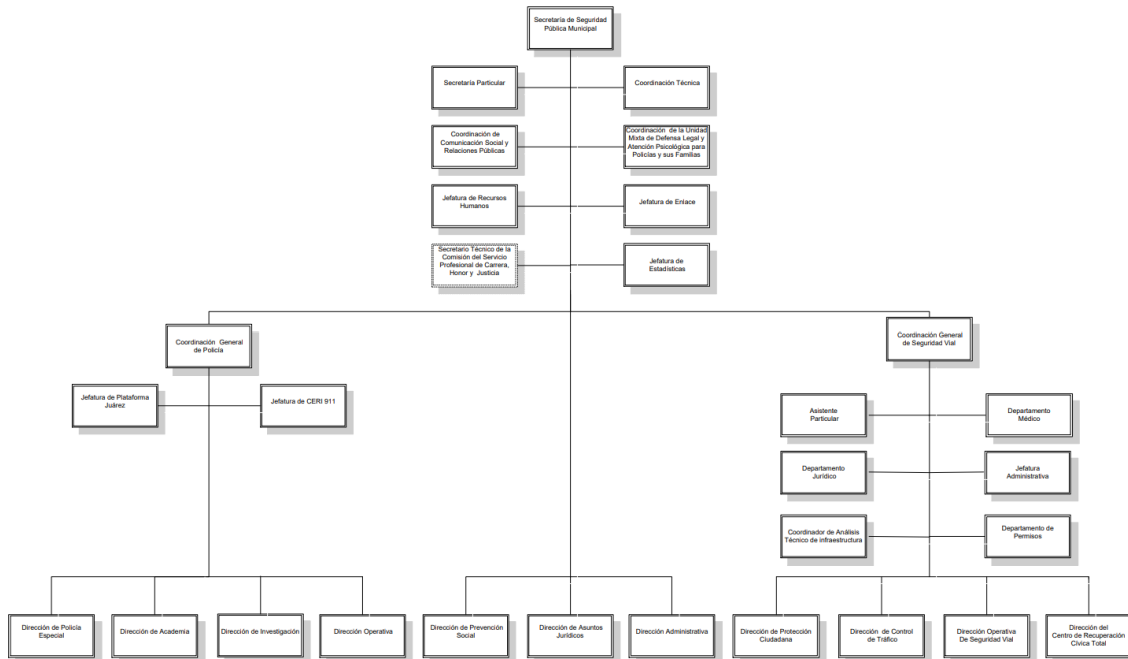 Secretaría de Seguridad
Pública Municipal
Secretaría Particular
Coordinación Técnica
Coordinación de
Comunicación Social y
Relaciones Públicas
Coordinación de la Unidad
Mixta de Defensa Legal y
Atención Psicológica para
Policías y sus Familias
Jefatura de Recursos
Humanos
Jefatura de Enlace
Secretario Técnico de la
Comisión del Servicio
Profesional de Carrera,
Honor y Justicia
Jefatura de
Estadísticas
Coordinación General
de Policía
Coordinación General
de Seguridad Vial
Jefatura de Plataforma
Juárez
Jefatura de CERI 911
Asistente
Particular
Departamento
Médico
Departamento
Jurídico
Jefatura
Administrativa
Coordinador de Análisis
Técnico de infraestructura
Departamento de
Permisos
Dirección de Policía
Especial
Dirección de Academia
Dirección de Investigación
Dirección Operativa
Dirección de Prevención
Social
Dirección de Asuntos
Jurídicos
Dirección Administrativa
Dirección de Protección
Ciudadana
Dirección de Control
de Tráfico
Dirección Operativa
De Seguridad Vial
Dirección del
Centro de Recuperación
Cívica Total